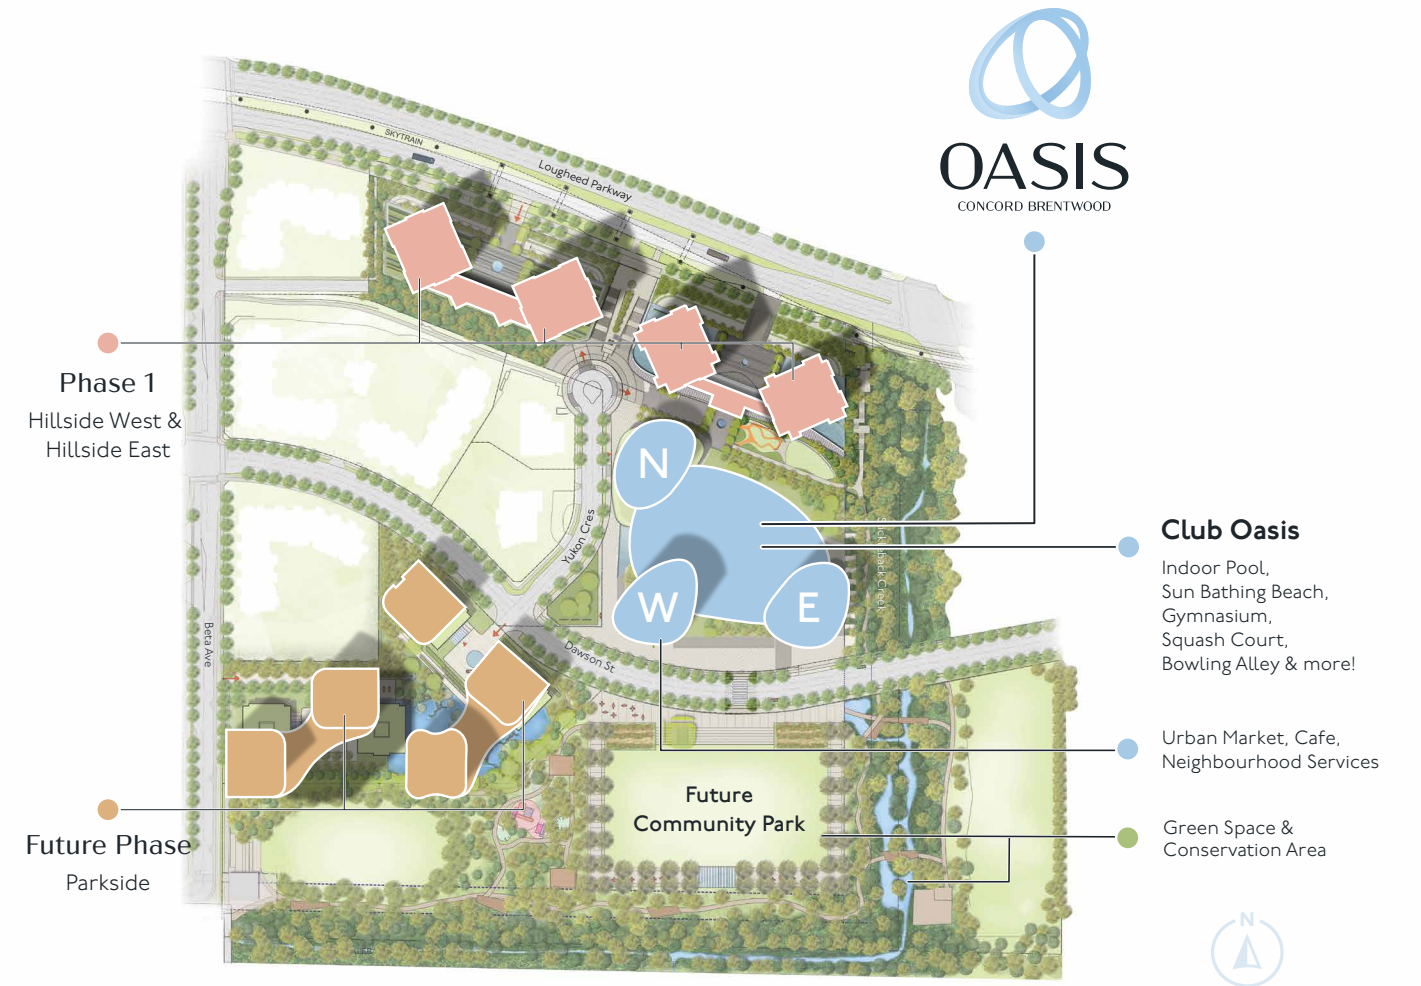 OASIS
CONCORD BRENTWOOD
SKYTRAIN
Lougheed Parkway
Phase 1
Hillside West &
Hillside East
N
W
E
Yukon Cres
Stickleback Creek
Beta Ave
Dawson St
Club Oasis
Indoor Pool,
Sun Bathing Beach,
Gymnasium,
Squash Court,
Bowling Alley & more!
Urban Market, Cafe,
Neighbourhood Services
Future
Community Park
Green Space &
Conservation Area
Future Phase
Parkside
N